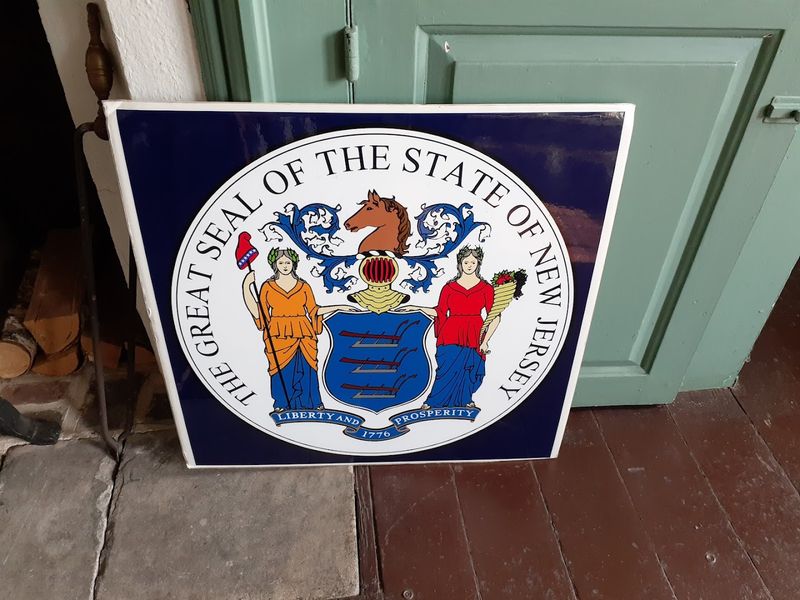 THE GREAT SEAL OF THE STATE OF NEW JERSEY
LIBERTY AND PROSPERITY
1776